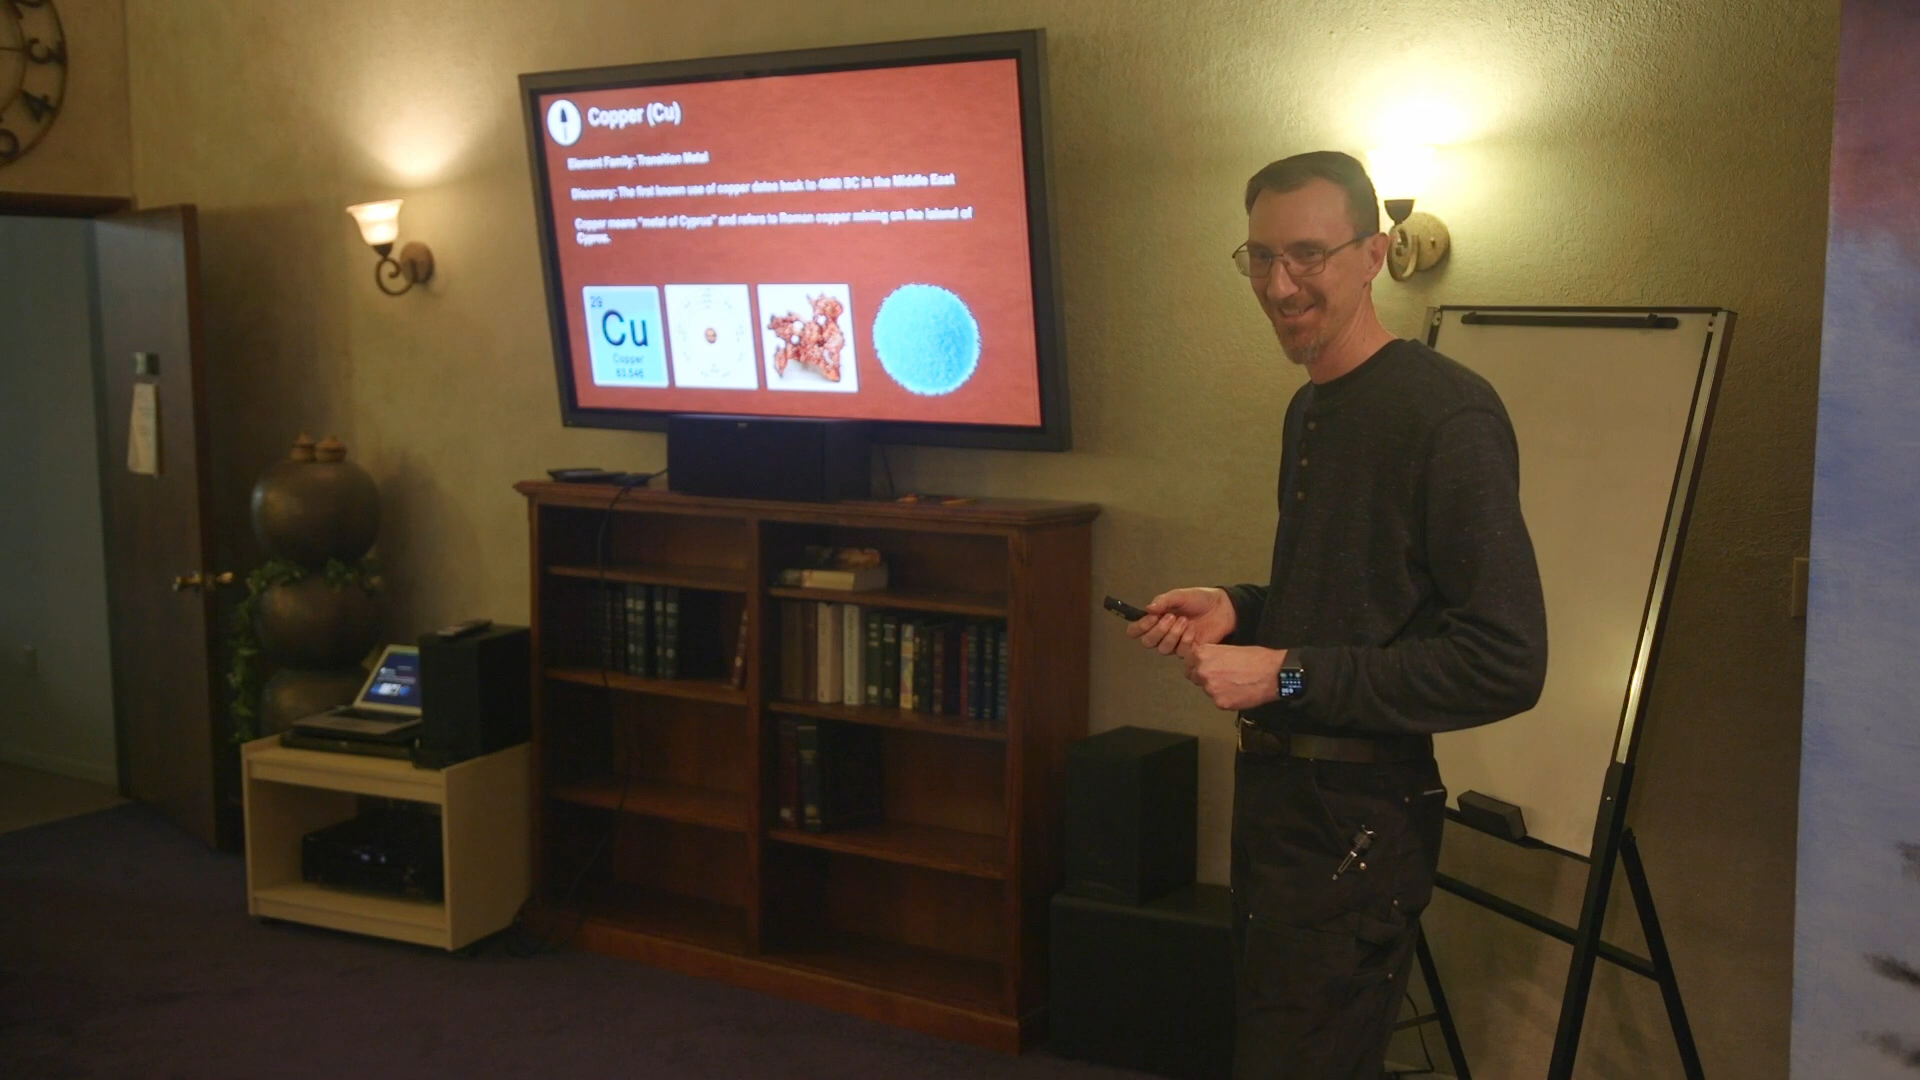 Copper (Cu)
Element Family: Transition Metal
Discovery: The first known use of copper dates back to 4000 BC in the Middle East
Copper means "metal of Cyprus" and refers to Roman copper mining on the island of
Cyprus.
29
Cu
Copper
63.546
3
4